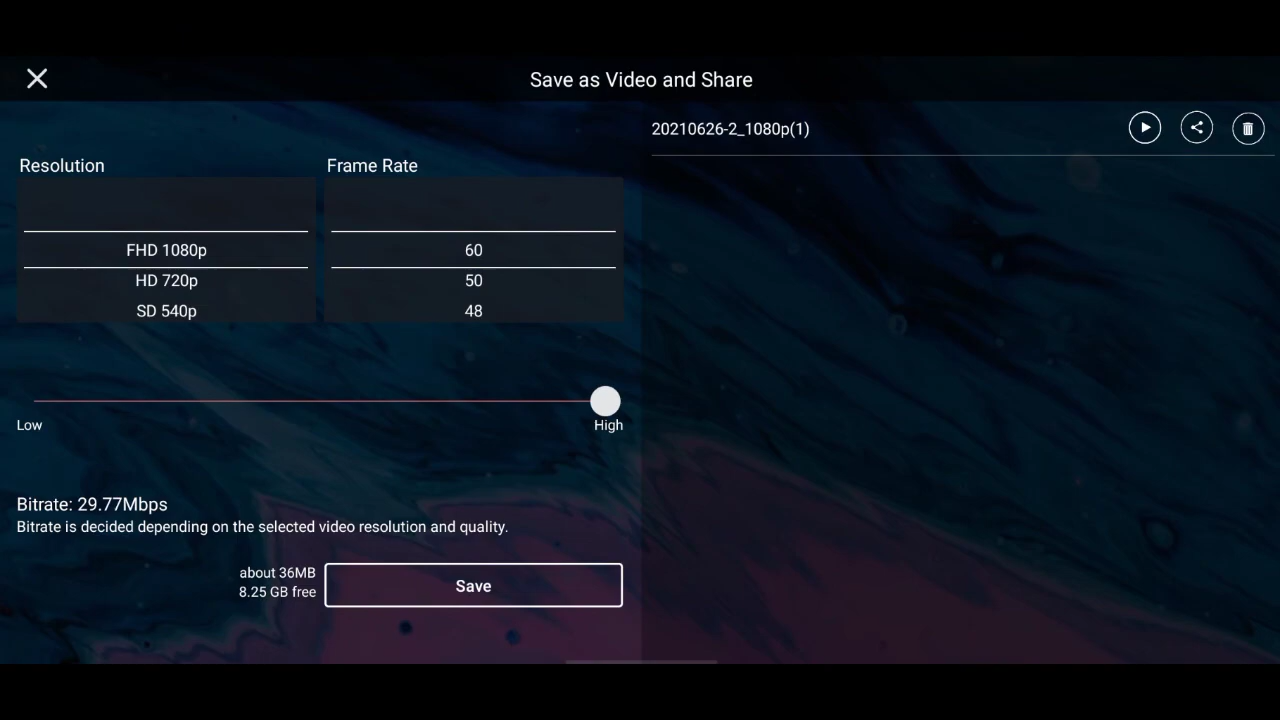 Save as Video and Share
Resolution
Frame Rate
FHD 1080p
HD 720p
SD 540p
60
50
48
Low
High
Bitrate: 29.77Mbps
Bitrate is decided depending on the selected video resolution and quality.
about 36MB
8.25 GB free
Save
20210626-2_1080p(1)